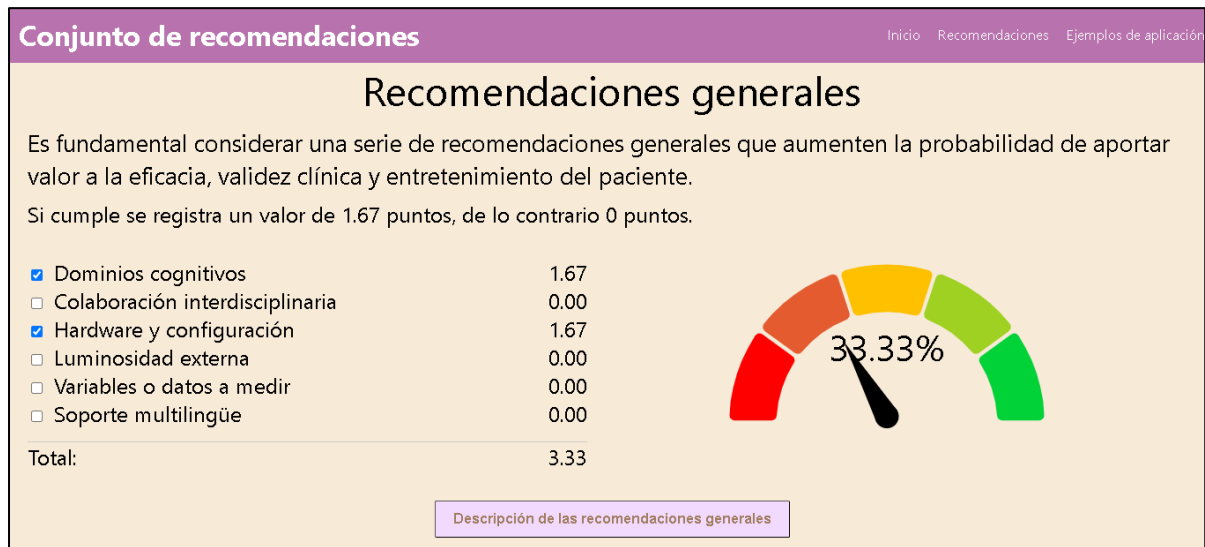 Conjunto de recomendaciones
Inicio Recomendaciones Ejemplos de aplicación
Recomendaciones generales
Es fundamental considerar una serie de recomendaciones generales que aumenten la probabilidad de aportar
valor a la eficacia, validez clínica y entretenimiento del paciente.
Si cumple se registra un valor de 1.67 puntos, de lo contrario 0 puntos.
Dominios cognitivos 1.67
Colaboración interdisciplinaria 0.00
Hardware y configuración 1.67
Luminosidad externa 0.00
Variables o datos a medir 0.00
Soporte multilingüe 0.00
Total: 3.33
33.33%
Descripción de las recomendaciones generales